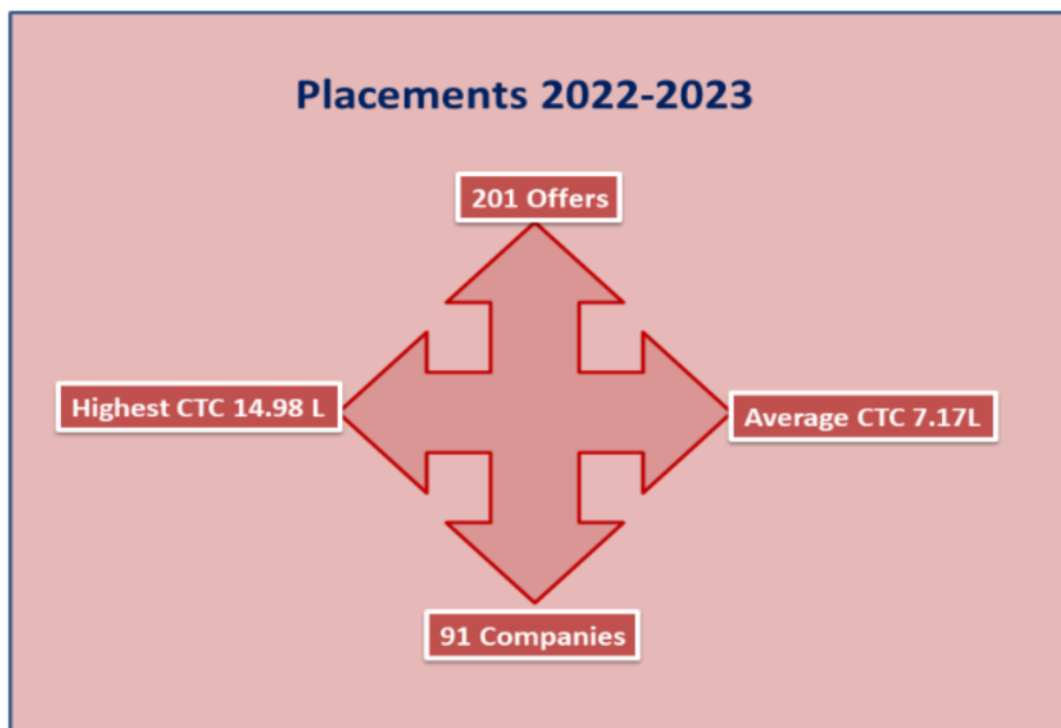 Placements 2022-2023
201 Offers
Highest CTC 14.98 L
Average CTC 7.17L
91 Companies